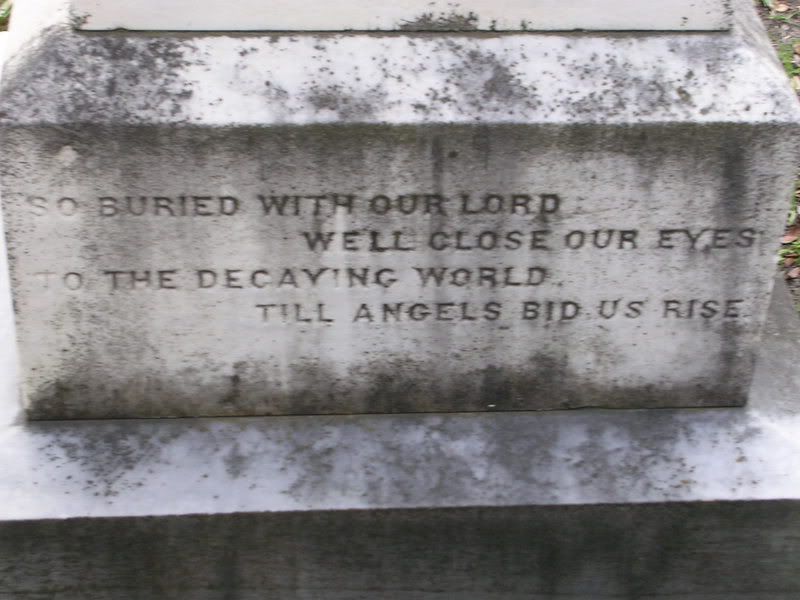 SO BURIED WITH OUR LORD
WE'LL CLOSE OUR EYES
TO THE DECAYING WORLD.
TILL ANGELS BID US RISE.